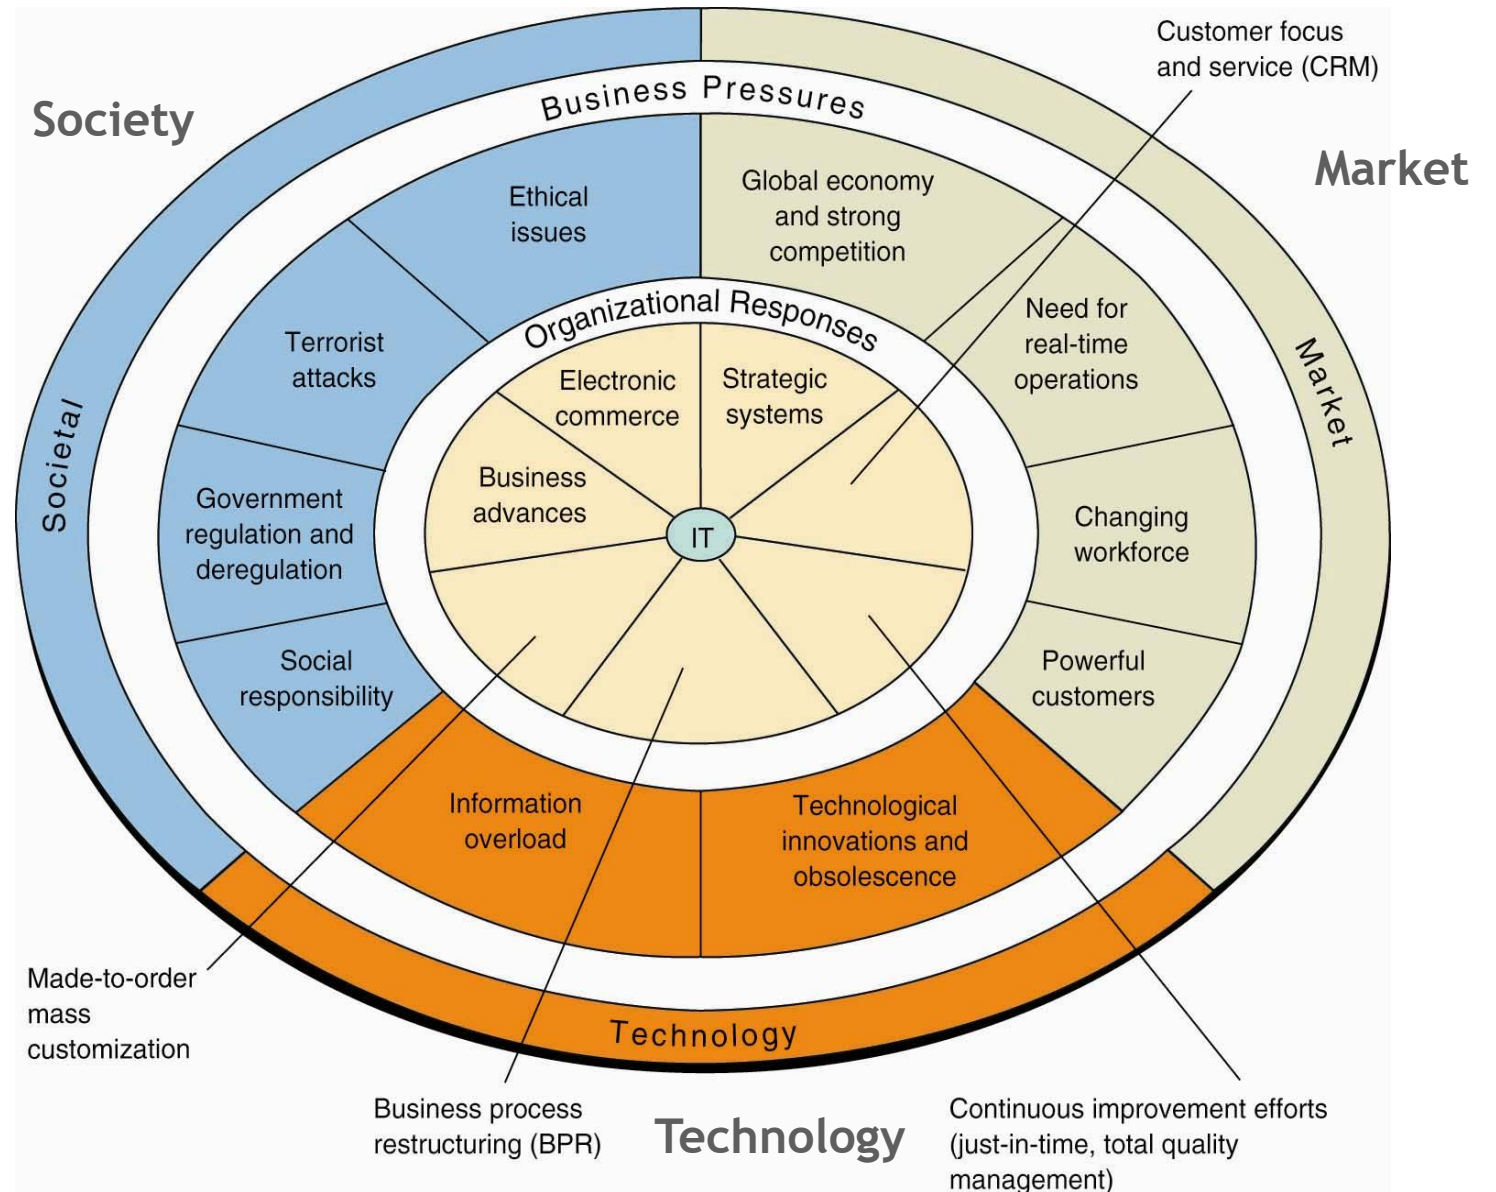 Customer focus
and service (CRM)
Society
Market
Business Pressures
Ethical
issues
Global economy
and strong
competition
Terrorist
attacks
Organizational Responses
Need for
real-time
operations
Market
Societal
Electronic
commerce
Strategic
systems
Business
advances
Government
regulation and
deregulation
IT
Changing
workforce
Social
responsibility
Powerful
customers
Information
overload
Technological
innovations and
obsolescence
Technology
Made-to-order
mass
customization
Business process
restructuring (BPR)
Technology
Continuous improvement efforts
(just-in-time, total quality
management)